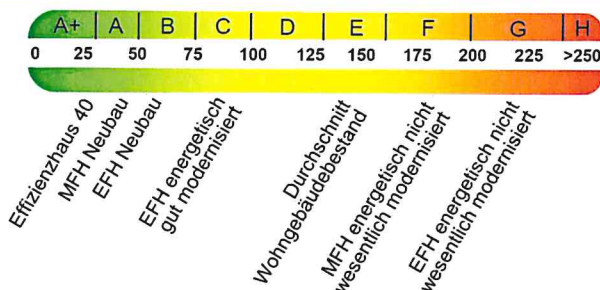 A+ A B C D E F G H
0 25 50 75 100 125 150 175 200 225 >250
Effizienzhaus 40
MFH Neubau
EFH Neubau
EFH energetisch
gut modernisiert
Durchschnitt
Wohngebäudebestand
MFH energetisch nicht
wesentlich modernisiert
EFH energetisch nicht
wesentlich modernisiert